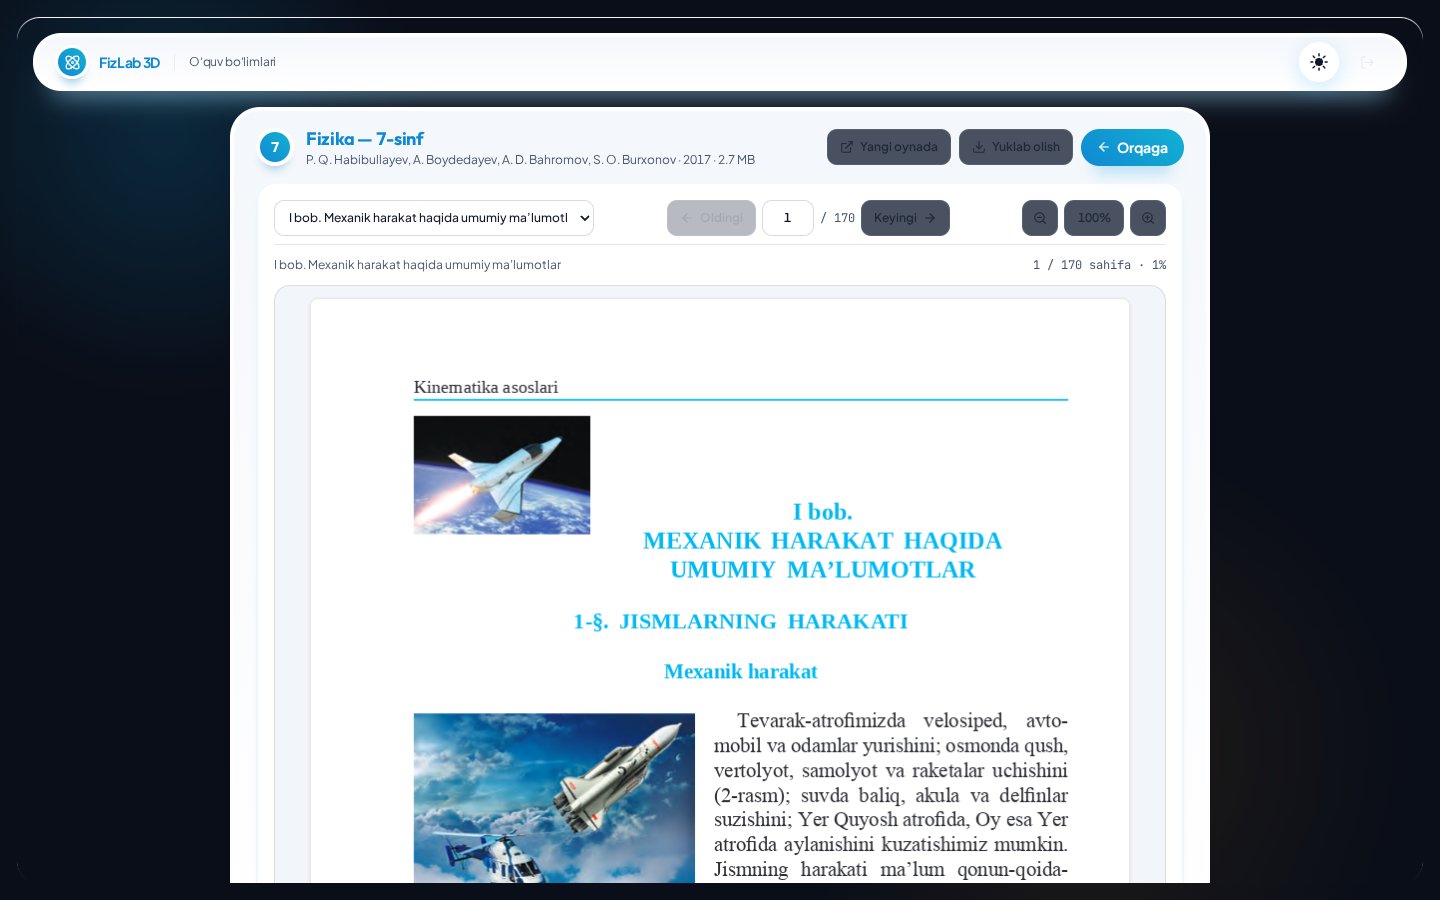 FizLab 3D
O'quv bo'limlari
7
Fizika — 7-sinf
P. Q. Habibullayev, A. Boydedayev, A. D. Bahromov, S. O. Burxonov · 2017 · 2.7 MB
Yangi oynada
Yuklab olish
Orqaga
I bob. Mexanik harakat haqida umumiy ma’lumotl
Oldingi
1
/ 170
Keyingi
100%
I bob. Mexanik harakat haqida umumiy ma’lumotlar
1 / 170 sahifa · 1%
Kinematika asoslari
I bob.
MEXANIK HARAKAT HAQIDA
UMUMIY MA’LUMOTLAR
1-§. JISMLARNING HARAKATI
Mexanik harakat
Tevarak-atrofimizda velosiped, avto-
mobil va odamlar yurishini; osmonda qush,
vertolyot, samolyot va raketalar uchishini
(2-rasm); suvda baliq, akula va delfinlar
suzishini; Yer Quyosh atrofida, Oy esa Yer
atrofida aylanishini kuzatishimiz mumkin.
Jismning harakati ma’lum qonun-qoida-